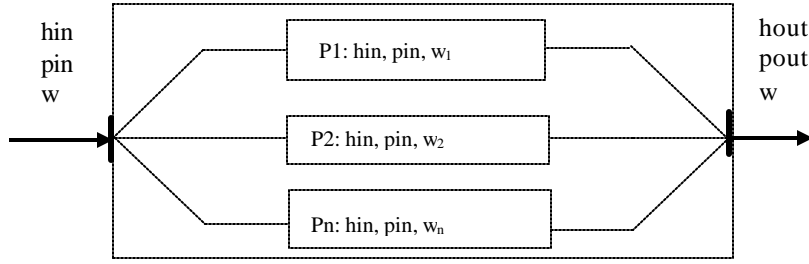 hin
pin
w
P1: hin, pin, w₁
P2: hin, pin, w₂
Pn: hin, pin, wₙ
hout
pout
w